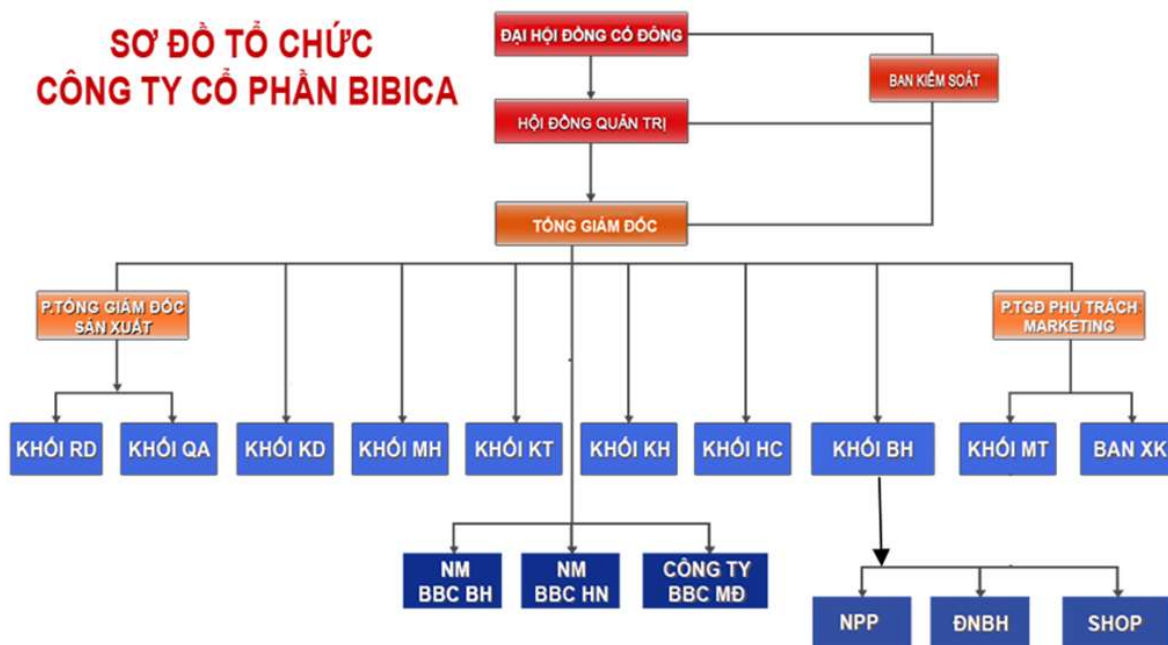 SƠ ĐỒ TỔ CHỨC
CÔNG TY CỔ PHẦN BIBICA
ĐẠI HỘI ĐỒNG CỔ ĐÔNG
BAN KIỂM SOÁT
HỘI ĐỒNG QUẢN TRỊ
TỔNG GIÁM ĐỐC
P.TỔNG GIÁM ĐỐC
SẢN XUẤT
P.TGĐ PHỤ TRÁCH
MARKETING
KHỐI RD
KHỐI QA
KHỐI KD
KHỐI MH
KHỐI KT
KHỐI KH
KHỐI HC
KHỐI BH
KHỐI MT
BAN XK
NM
BBC BH
NM
BBC HN
CÔNG TY
BBC MĐ
NPP
ĐNBH
SHOP